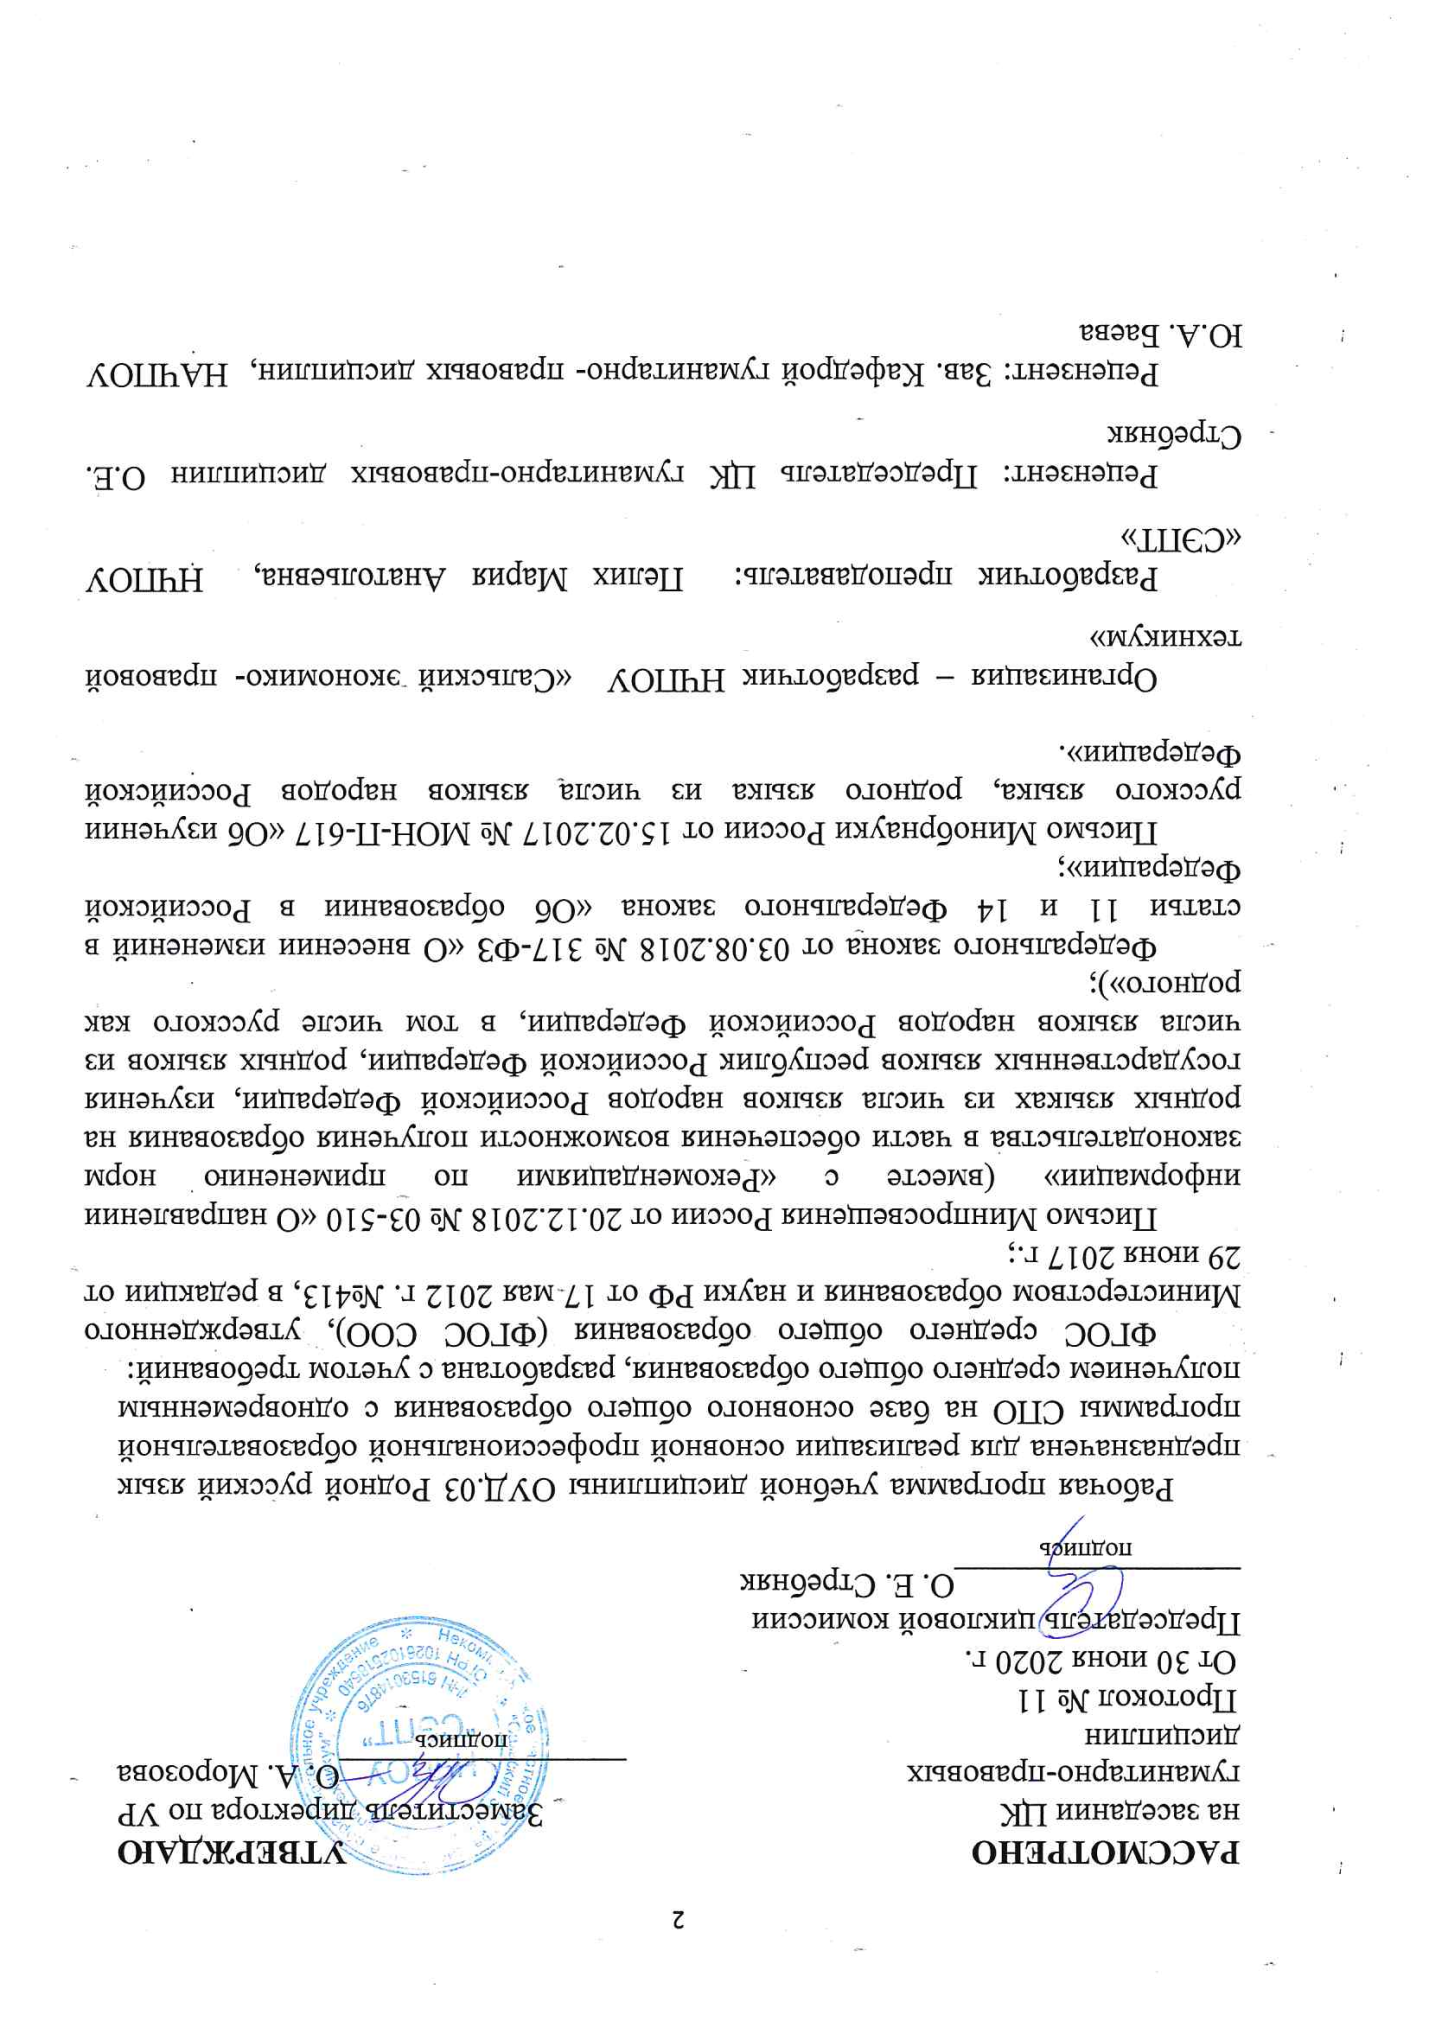 2
РАССМОТРЕНО
на заседании ЦК
гуманитарно-правовых
дисциплин
Протокол № 11
От 30 июня 2020 г.
Председатель цикловой комиссии
О. Е. Стребняк
подпись
УТВЕРЖДАЮ
Заместитель директора по УР
О. А. Морозова
подпись
ИНН 6153014876
ОГРН 1026102518540
"СЭПТ"
Рабочая программа учебной дисциплины ОУД.03 Родной русский язык
предназначена для реализации основной профессиональной образовательной
программы СПО на базе основного общего образования с одновременным
получением среднего общего образования, разработана с учетом требований:
ФГОС среднего общего образования (ФГОС СОО), утвержденного
Министерством образования и науки РФ от 17 мая 2012 г. №413, в редакции от
29 июня 2017 г.;
Письмо Минпросвещения России от 20.12.2018 № 03-510 «О направлении
информации» (вместе с «Рекомендациями по применению норм
законодательства в части обеспечения возможности получения образования на
родных языках из числа языков народов Российской Федерации, изучения
государственных языков республик Российской Федерации, родных языков из
числа языков народов Российской Федерации, в том числе русского как
родного»);
Федерального закона от 03.08.2018 № 317-ФЗ «О внесении изменений в
статьи 11 и 14 Федерального закона «Об образовании в Российской
Федерации»;
Письмо Минобрнауки России от 15.02.2017 № МОН-П-617 «Об изучении
русского языка, родного языка из числа языков народов Российской
Федерации».
Организация – разработчик НЧПОУ «Сальский экономико- правовой
техникум»
Разработчик преподаватель: Пелих Мария Анатольевна, НЧПОУ
«СЭПТ»
Рецензент: Председатель ЦК гуманитарно-правовых дисциплин О.Е.
Стребняк
Рецензент: Зав. Кафедрой гуманитарно- правовых дисциплин, НАЧПОУ
Ю.А. Баева